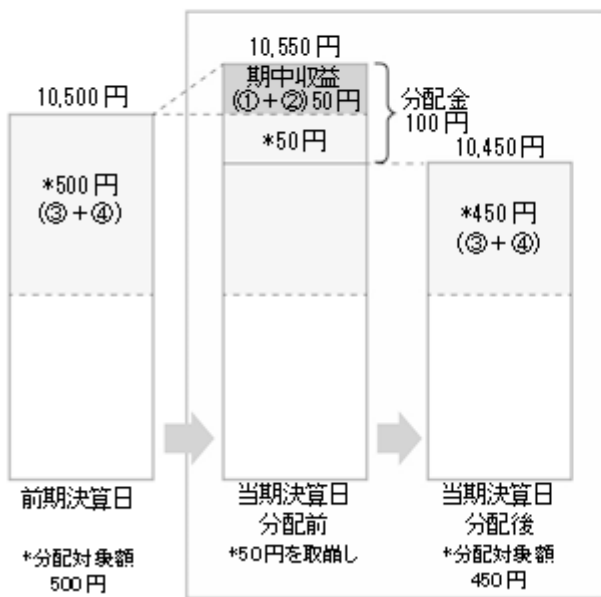 10,500円
*500円
(③+④)
前期決算日
*分配対象額
500円
10,550円
期中収益
(①+②)50円
*50円
分配金
100円
当期決算日
分配前
*50円を取崩し
10,450円
*450円
(③+④)
当期決算日
分配後
*分配対象額
450円